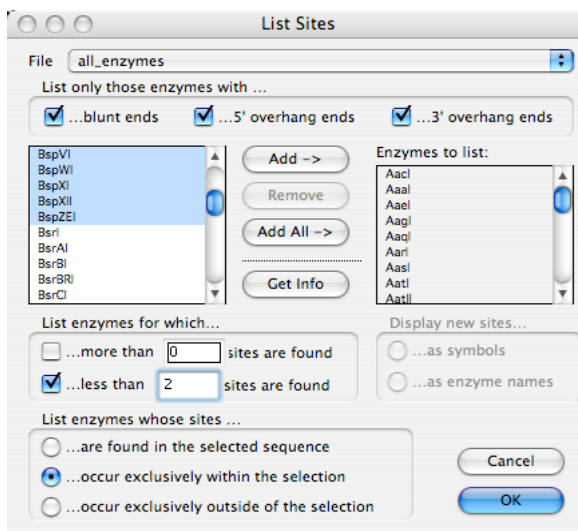 List Sites
File all_enzymes
List only those enzymes with ...
...blunt ends ...5' overhang ends ...3' overhang ends
BspVI
BspWI
BspXI
BspXII
BspZEI
BsrI
BsrAI
BsrBI
BsrBRI
BsrCI
Add ->
Remove
Add All ->
Get Info
Enzymes to list:
AacI
AaaI
AaeI
AagI
AaqI
AarI
AasI
AatI
AatII
List enzymes for which...
...more than 0 sites are found
...less than 2 sites are found
Display new sites...
...as symbols
...as enzyme names
List enzymes whose sites ...
...are found in the selected sequence
...occur exclusively within the selection
...occur exclusively outside of the selection
Cancel
OK